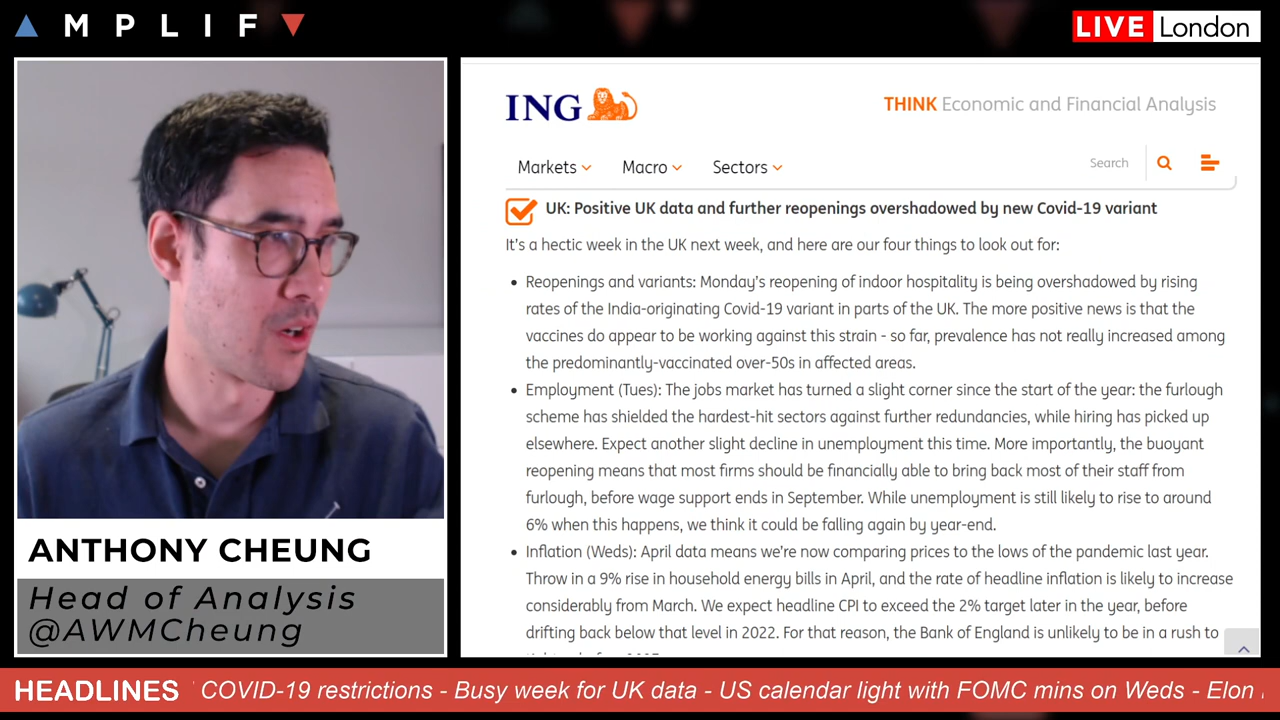 AMPLIFY
LIVE London
ING
THINK Economic and Financial Analysis
Markets
Macro
Sectors
Search
UK: Positive UK data and further reopenings overshadowed by new Covid-19 variant
It's a hectic week in the UK next week, and here are our four things to look out for:
• Reopenings and variants: Monday's reopening of indoor hospitality is being overshadowed by rising
rates of the India-originating Covid-19 variant in parts of the UK. The more positive news is that the
vaccines do appear to be working against this strain - so far, prevalence has not really increased among
the predominantly-vaccinated over-50s in affected areas.
• Employment (Tues): The jobs market has turned a slight corner since the start of the year: the furlough
scheme has shielded the hardest-hit sectors against further redundancies, while hiring has picked up
elsewhere. Expect another slight decline in unemployment this time. More importantly, the buoyant
reopening means that most firms should be financially able to bring back most of their staff from
furlough, before wage support ends in September. While unemployment is still likely to rise to around
6% when this happens, we think it could be falling again by year-end.
• Inflation (Weds): April data means we're now comparing prices to the lows of the pandemic last year.
Throw in a 9% rise in household energy bills in April, and the rate of headline inflation is likely to increase
considerably from March. We expect headline CPI to exceed the 2% target later in the year, before
drifting back below that level in 2022. For that reason, the Bank of England is unlikely to be in a rush to
ANTHONY CHEUNG
Head of Analysis
@AWMCheung
HEADLINES COVID-19 restrictions - Busy week for UK data - US calendar light with FOMC mins on Weds - Elon